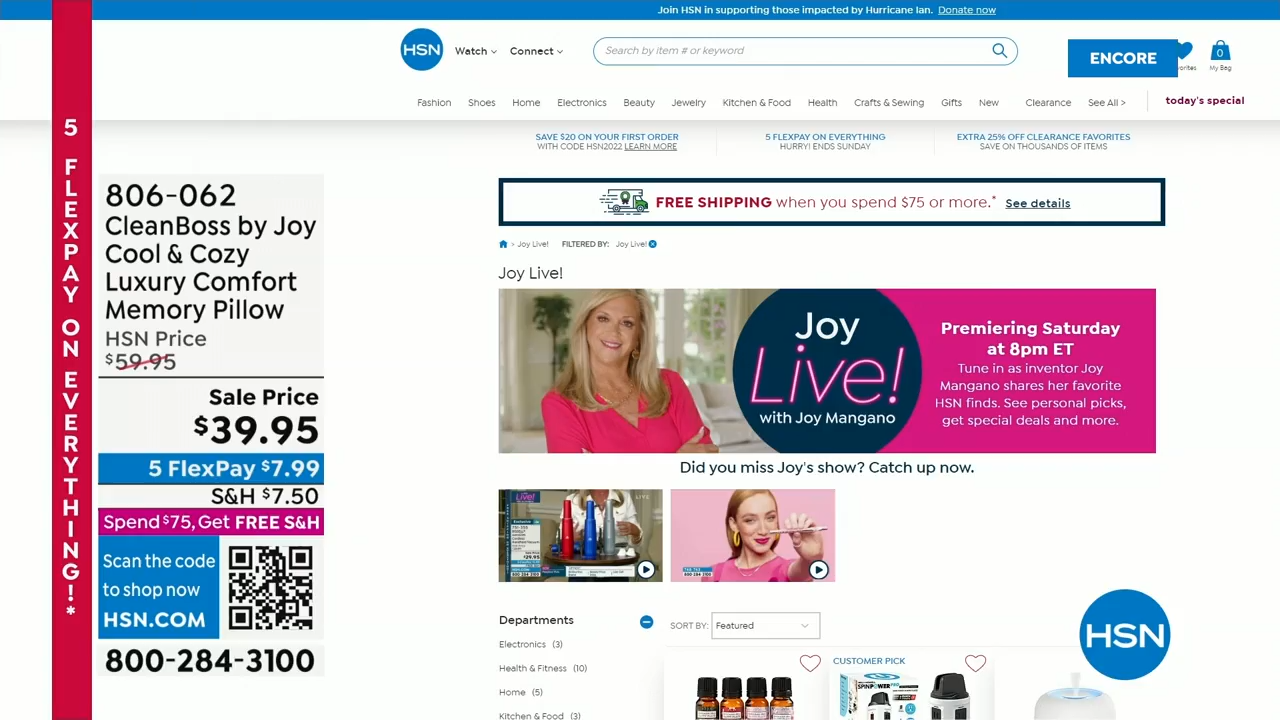 Join HSN in supporting those impacted by Hurricane Ian. Donate now
HSN
Watch
Connect
Search by item # or keyword
ENCORE
orites
0
My Bag
Fashion
Shoes
Home
Electronics
Beauty
Jewelry
Kitchen & Food
Health
Crafts & Sewing
Gifts
New
Clearance
See All >
today's special
SAVE $20 ON YOUR FIRST ORDER
WITH CODE HSN2022 LEARN MORE
5 FLEXPAY ON EVERYTHING
HURRY! ENDS SUNDAY
EXTRA 25% OFF CLEARANCE FAVORITES
SAVE ON THOUSANDS OF ITEMS
5 FLEXPAY ON EVERYTHING!*
806-062
CleanBoss by Joy
Cool & Cozy
Luxury Comfort
Memory Pillow
HSN Price
$59.95
Sale Price
$39.95
5 FlexPay $7.99
S&H $7.50
Spend $75, Get FREE S&H
Scan the code
to shop now
HSN.COM
800-284-3100
FREE SHIPPING when you spend $75 or more.* See details
> Joy Live! FILTERED BY: Joy Live!
Joy Live!
Joy
Live!
with Joy Mangano
Premiering Saturday
at 8pm ET
Tune in as inventor Joy
Mangano shares her favorite
HSN finds. See personal picks,
get special deals and more.
Did you miss Joy's show? Catch up now.
Live!
LIVE
$29.95
800 284 3100
Departments
Electronics (3)
Health & Fitness (10)
Home (5)
Kitchen & Food (3)
SORT BY: Featured
CUSTOMER PICK
SPINPOWER
HSN